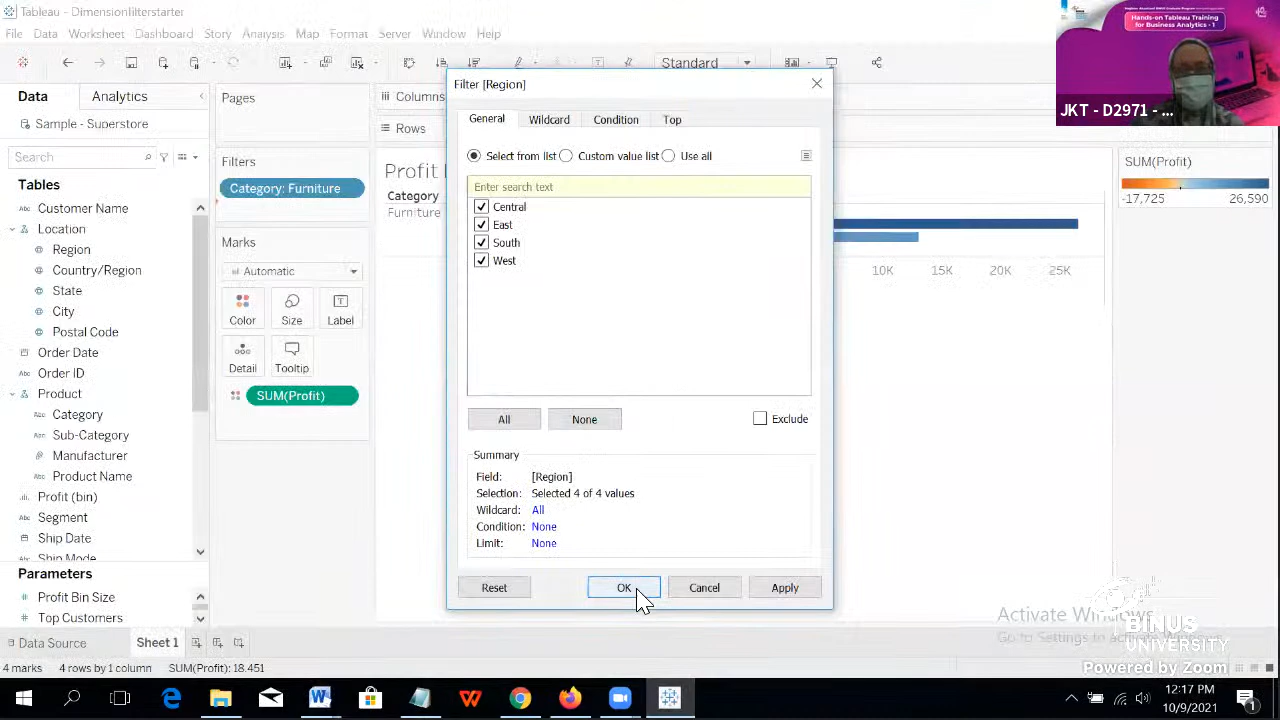 Tableau - Dimensionfilterstarter
File Data Worksheet Dashboard Story Analysis Map Format Server Window Help
Standard
Hands-on Tableau Training
for Business Analytics - 1
JKT - D2971 - ...
Data Analytics
Sample - Superstore
Search
Tables
Customer Name
Location
Region
Country/Region
State
City
Postal Code
Order Date
Order ID
Product
Category
Sub-Category
Manufacturer
Product Name
Profit (bin)
Segment
Ship Date
Ship Mode
Parameters
Profit Bin Size
Top Customers
Pages
Filters
Category: Furniture
Marks
Automatic
Color Size Label
Detail Tooltip
SUM(Profit)
Columns
Rows
Category
Furniture
10K 15K 20K 25K
Filter [Region]
General Wildcard Condition Top
Select from list Custom value list Use all
Enter search text
Central
East
South
West
All None Exclude
Summary
Field: [Region]
Selection: Selected 4 of 4 values
Wildcard: All
Condition: None
Limit: None
Reset OK Cancel Apply
SUM(Profit)
-17,725 26,590
Activate Windows
Go to Settings to activate Windows.
BINUS
UNIVERSITY
Powered by Zoom
Data Source Sheet 1
4 marks 4 rows by 1 column SUM(Profit): 18.451
12:17 PM
10/9/2021
1